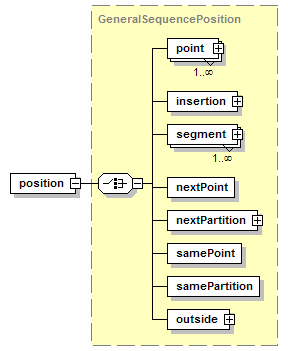 GeneralSequencePosition
point
1..∞
insertion
segment
1..∞
position
nextPoint
nextPartition
samePoint
samePartition
outside